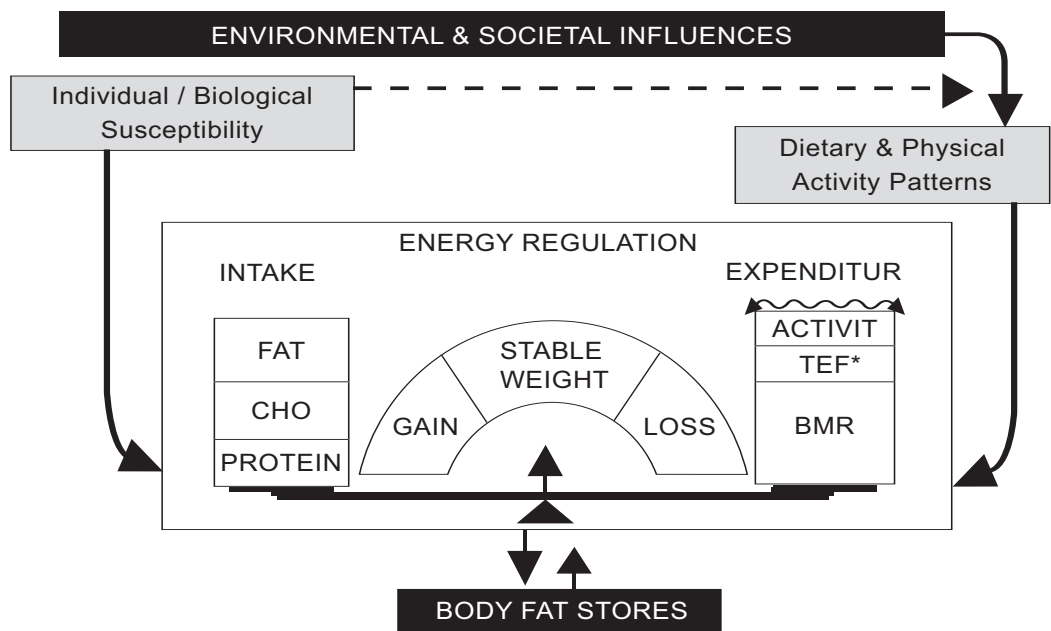 ENVIRONMENTAL & SOCIETAL INFLUENCES
Individual / Biological
Susceptibility
Dietary & Physical
Activity Patterns
ENERGY REGULATION
INTAKE
EXPENDITUR
FAT
CHO
PROTEIN
GAIN
STABLE
WEIGHT
LOSS
ACTIVIT
TEF*
BMR
BODY FAT STORES